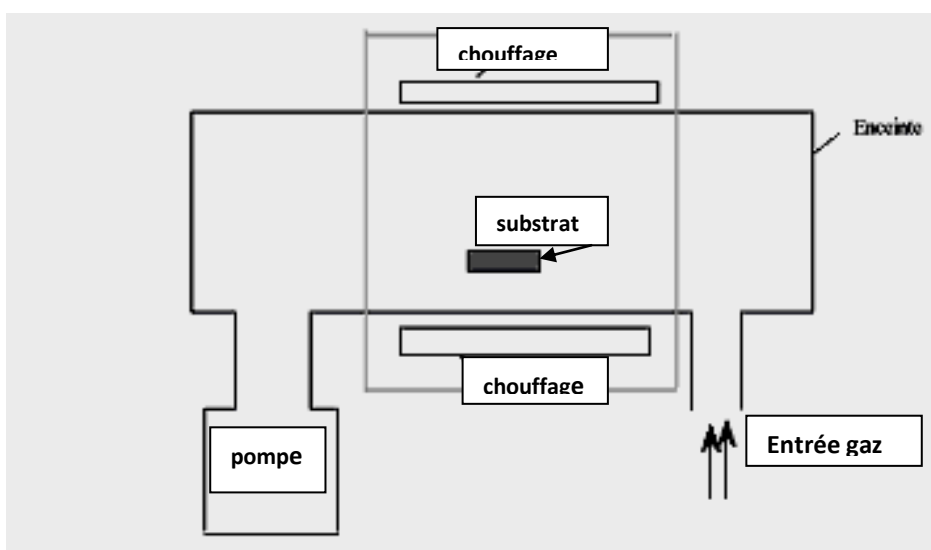 chouffage
Enceinte
substrat
chouffage
pompe
Entrée gaz